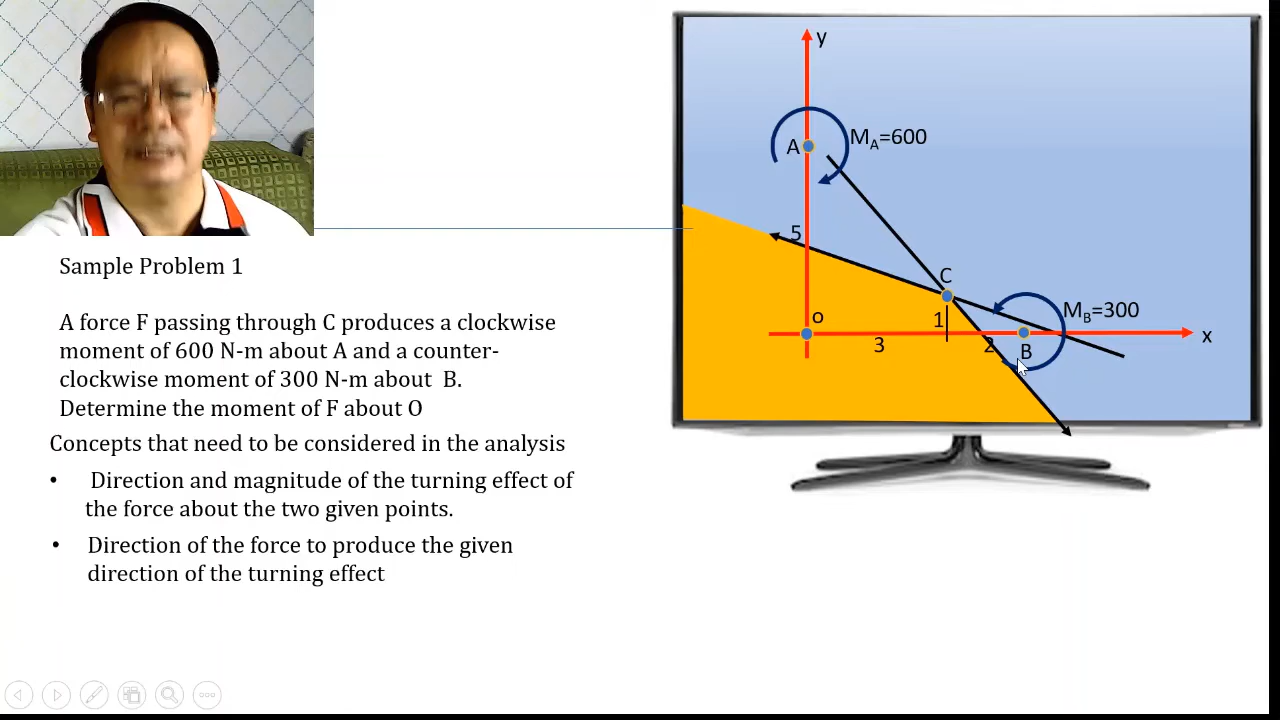 Sample Problem 1
A force F passing through C produces a clockwise
moment of 600 N-m about A and a counter-
clockwise moment of 300 N-m about B.
Determine the moment of F about O
Concepts that need to be considered in the analysis
• Direction and magnitude of the turning effect of
the force about the two given points.
• Direction of the force to produce the given
direction of the turning effect
y
A
M_A=600
5
C
o
1
M_B=300
3
2
B
x